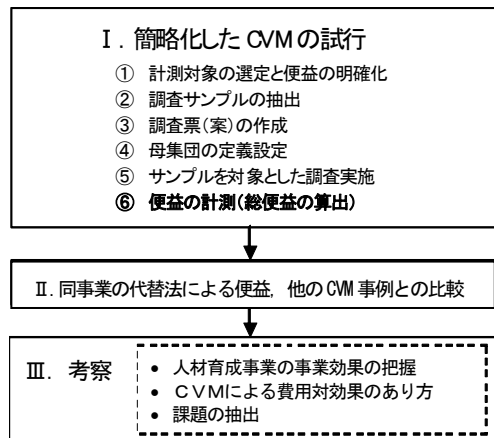 Ⅰ. 簡略化したCVMの試行
① 計測対象の選定と便益の明確化
② 調査サンプルの抽出
③ 調査票(案)の作成
④ 母集団の定義設定
⑤ サンプルを対象とした調査実施
⑥ 便益の計測(総便益の算出)
Ⅱ. 同事業の代替法による便益, 他のCVM事例との比較
Ⅲ. 考察
• 人材育成事業の事業効果の把握
• CVMによる費用対効果のあり方
• 課題の抽出